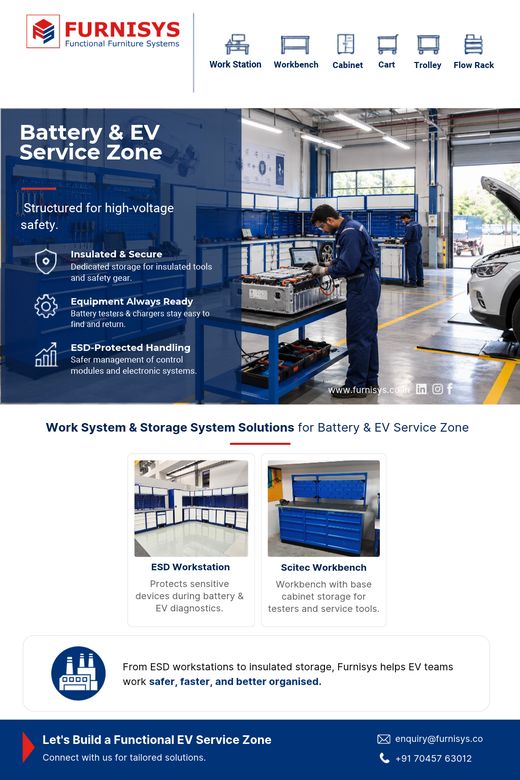 FURNISYS
Functional Furniture Systems
Work Station
Workbench
Cabinet
Cart
Trolley
Flow Rack
Battery & EV
Service Zone
Structured for high-voltage
safety.
Insulated & Secure
Dedicated storage for insulated tools
and safety gear.
Equipment Always Ready
Battery testers & chargers stay easy to
find and return.
ESD-Protected Handling
Safer management of control
modules and electronic systems.
www.furnisys.co.in
Work System & Storage System Solutions for Battery & EV Service Zone
ESD Workstation
Protects sensitive
devices during battery &
EV diagnostics.
Scitec Workbench
Workbench with base
cabinet storage for
testers and service tools.
From ESD workstations to insulated storage, Furnisys helps EV teams
work safer, faster, and better organised.
Let's Build a Functional EV Service Zone
Connect with us for tailored solutions.
enquiry@furnisys.co
+91 70457 63012